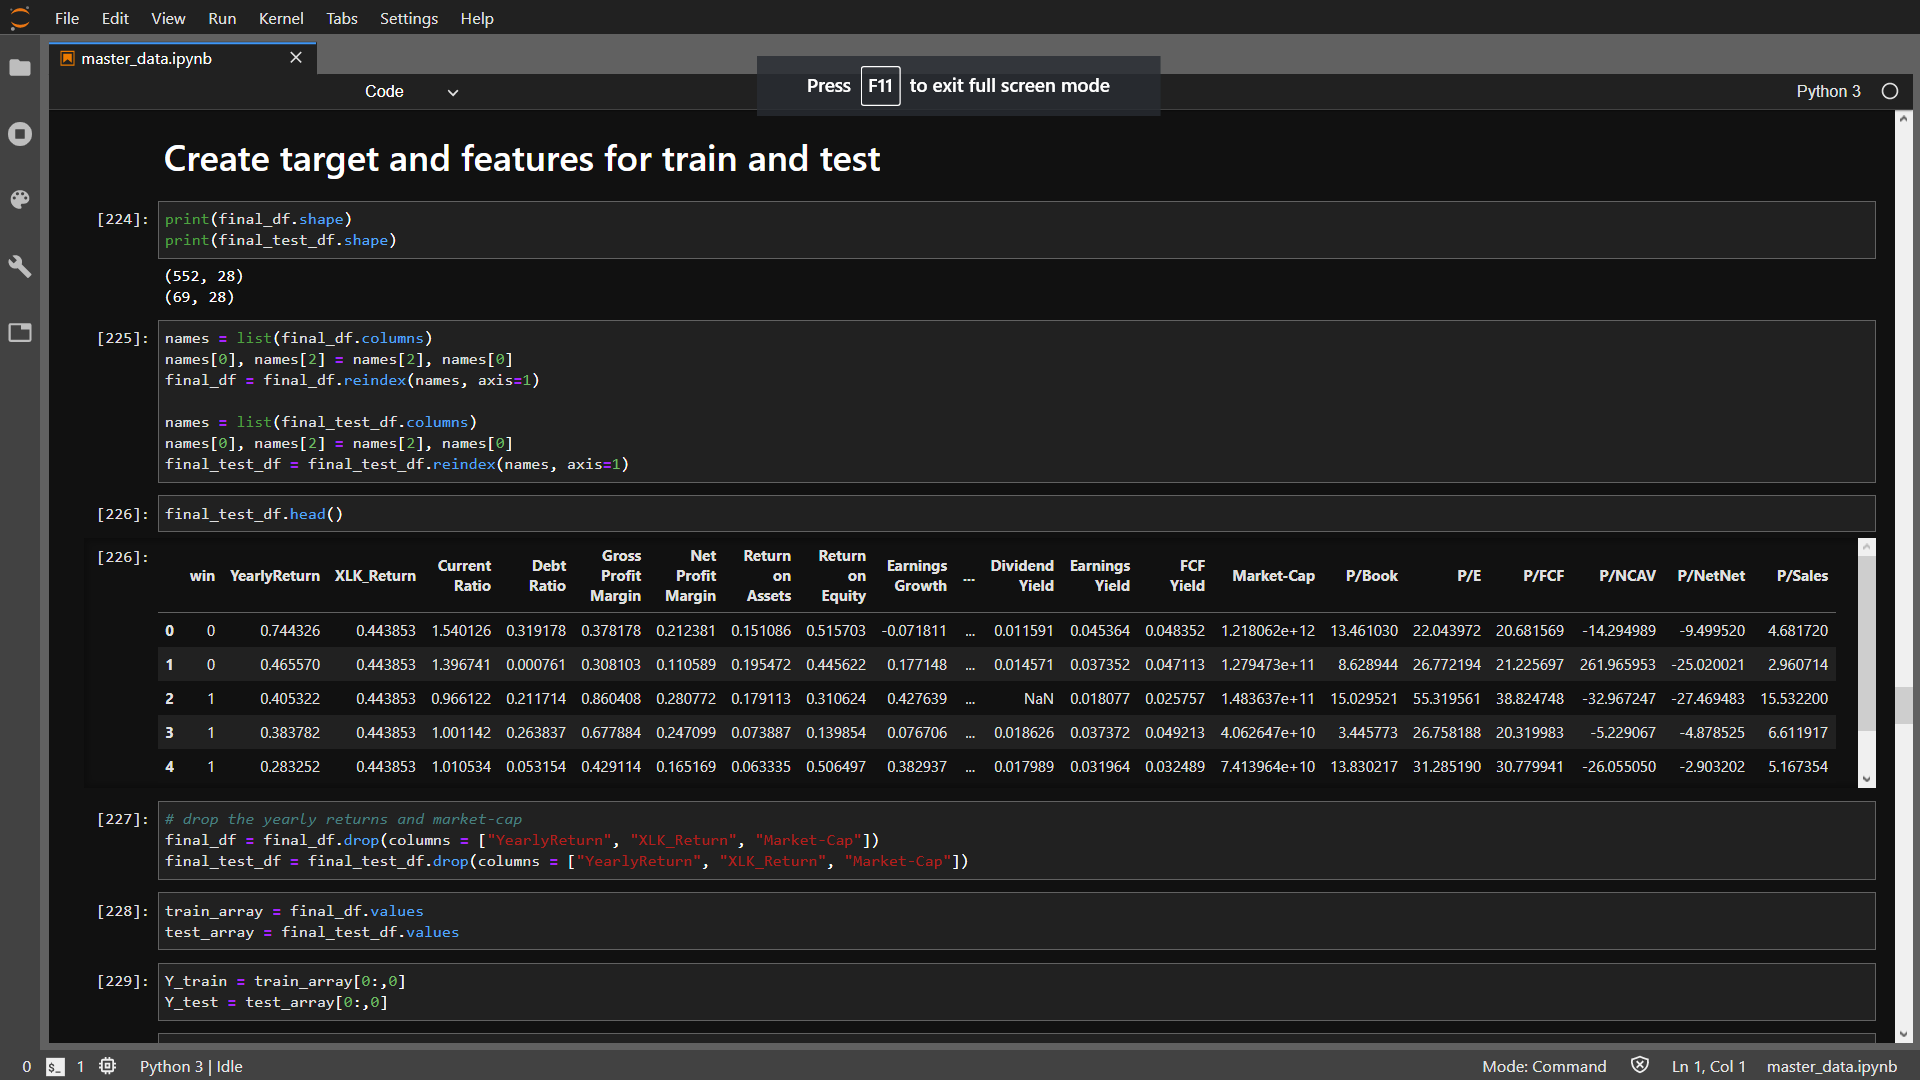 File Edit View Run Kernel Tabs Settings Help
master_data.ipynb
Code
Press F11 to exit full screen mode
Python 3
Create target and features for train and test
[224]: print(final_df.shape)
print(final_test_df.shape)
(552, 28)
(69, 28)
[225]: names = list(final_df.columns)
names[0], names[2] = names[2], names[0]
final_df = final_df.reindex(names, axis=1)
names = list(final_test_df.columns)
names[0], names[2] = names[2], names[0]
final_test_df = final_test_df.reindex(names, axis=1)
[226]: final_test_df.head()
[226]: win YearlyReturn XLK_Return Current Ratio Debt Ratio Gross Profit Margin Net Profit Margin Return on Assets Return on Equity Earnings Growth ... Dividend Yield Earnings Yield FCF Yield Market-Cap P/Book P/E P/FCF P/NCAV P/NetNet P/Sales
0 0 0.744326 0.443853 1.540126 0.319178 0.378178 0.212381 0.151086 0.515703 -0.071811 ... 0.011591 0.045364 0.048352 1.218062e+12 13.461030 22.043972 20.681569 -14.294989 -9.499520 4.681720
1 0 0.465570 0.443853 1.396741 0.000761 0.308103 0.110589 0.195472 0.445622 0.177148 ... 0.014571 0.037352 0.047113 1.279473e+11 8.628944 26.772194 21.225697 261.965953 -25.020021 2.960714
2 1 0.405322 0.443853 0.966122 0.211714 0.860408 0.280772 0.179113 0.310624 0.427639 ... NaN 0.018077 0.025757 1.483637e+11 15.029521 55.319561 38.824748 -32.967247 -27.469483 15.532200
3 1 0.383782 0.443853 1.001142 0.263837 0.677884 0.247099 0.073887 0.139854 0.076706 ... 0.018626 0.037372 0.049213 4.062647e+10 3.445773 26.758188 20.319983 -5.229067 -4.878525 6.611917
4 1 0.283252 0.443853 1.010534 0.053154 0.429114 0.165169 0.063335 0.506497 0.382937 ... 0.017989 0.031964 0.032489 7.413964e+10 13.830217 31.285190 30.779941 -26.055050 -2.903202 5.167354
[227]: # drop the yearly returns and market-cap
final_df = final_df.drop(columns = ["YearlyReturn", "XLK_Return", "Market-Cap"])
final_test_df = final_test_df.drop(columns = ["YearlyReturn", "XLK_Return", "Market-Cap"])
[228]: train_array = final_df.values
test_array = final_test_df.values
[229]: Y_train = train_array[0:,0]
Y_test = test_array[0:,0]
0 $_ 1 Python 3 | Idle Mode: Command Ln 1, Col 1 master_data.ipynb